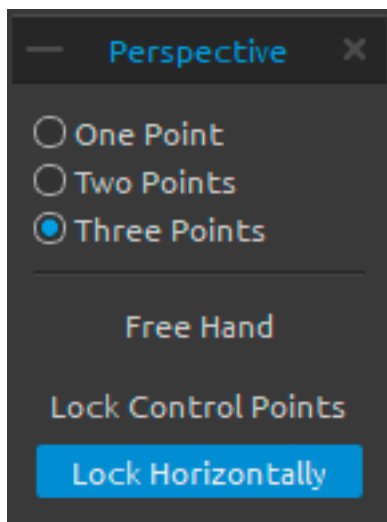 Perspective
One Point
Two Points
Three Points
Free Hand
Lock Control Points
Lock Horizontally